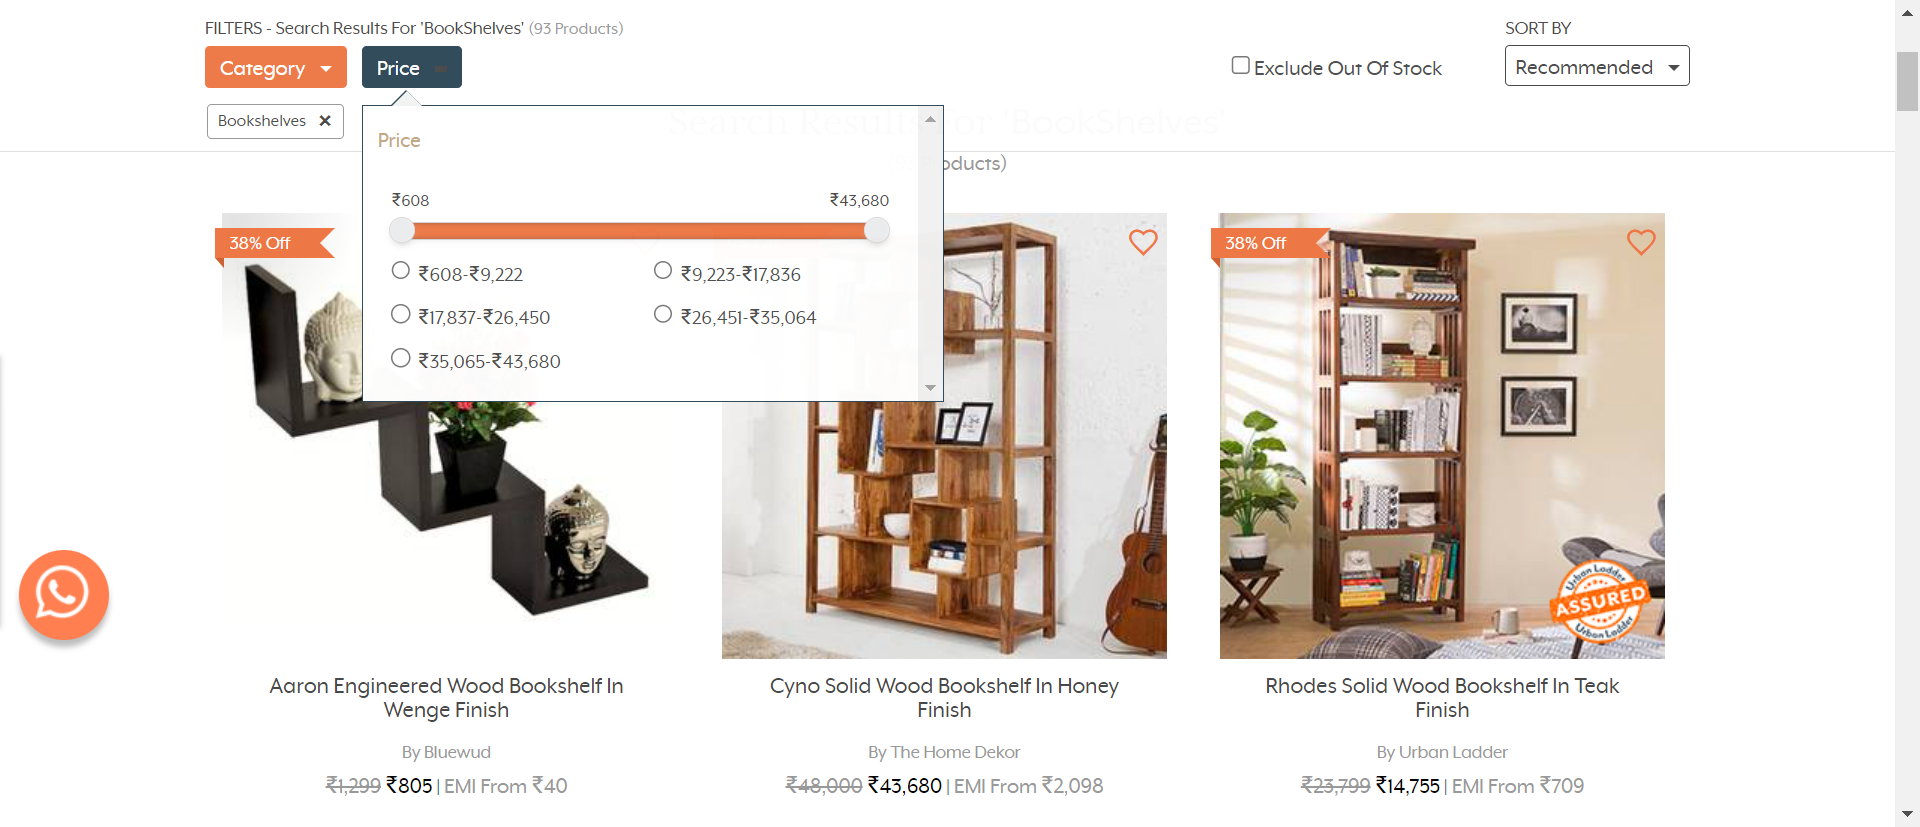 FILTERS - Search Results For 'BookShelves' (93 Products)
SORT BY
Category
Price
Exclude Out Of Stock
Recommended
Bookshelves ✕
Search Results For 'BookShelves'
oducts)
Price
₹608
₹43,680
₹608-₹9,222
₹9,223-₹17,836
₹17,837-₹26,450
₹26,451-₹35,064
₹35,065-₹43,680
38% Off
38% Off
Urban Ladder
ASSURED
Urban Ladder
Aaron Engineered Wood Bookshelf In
Wenge Finish
By Bluewud
₹1,299 ₹805 | EMI From ₹40
Cyno Solid Wood Bookshelf In Honey
Finish
By The Home Dekor
₹48,000 ₹43,680 | EMI From ₹2,098
Rhodes Solid Wood Bookshelf In Teak
Finish
By Urban Ladder
₹23,799 ₹14,755 | EMI From ₹709